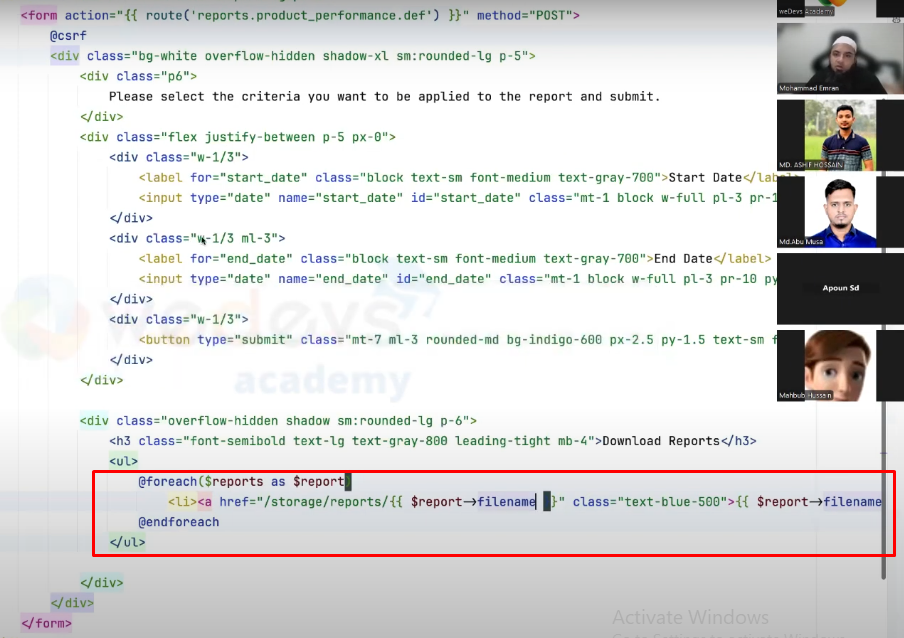 <form action="{{ route('reports.product_performance.def') }}" method="POST">
@csrf
<div class="bg-white overflow-hidden shadow-xl sm:rounded-lg p-5">
<div class="p6">
Please select the criteria you want to be applied to the report and submit.
</div>
<div class="flex justify-between p-5 px-0">
<div class="w-1/3">
<label for="start_date" class="block text-sm font-medium text-gray-700">Start Date</label>
<input type="date" name="start_date" id="start_date" class="mt-1 block w-full pl-3 pr-1
</div>
<div class="w-1/3 ml-3">
<label for="end_date" class="block text-sm font-medium text-gray-700">End Date</label>
<input type="date" name="end_date" id="end_date" class="mt-1 block w-full pl-3 pr-10 py
</div>
<div class="w-1/3">
<button type="submit" class="mt-7 ml-3 rounded-md bg-indigo-600 px-2.5 py-1.5 text-sm f
</div>
</div>
<div class="overflow-hidden shadow sm:rounded-lg p-6">
<h3 class="font-semibold text-lg text-gray-800 leading-tight mb-4">Download Reports</h3>
<ul>
@foreach($reports as $report)
<li><a href="/storage/reports/{{ $report->filename }}" class="text-blue-500">{{ $report->filename
@endforeach
</ul>
</div>
</div>
</form>
weDevs Academy
Mohammad Emran
MD. ASHIF HOSSAIN
Md.Abu Musa
Apoun Sd
Mahbub Hussain
wedevs
academy
Activate Windows